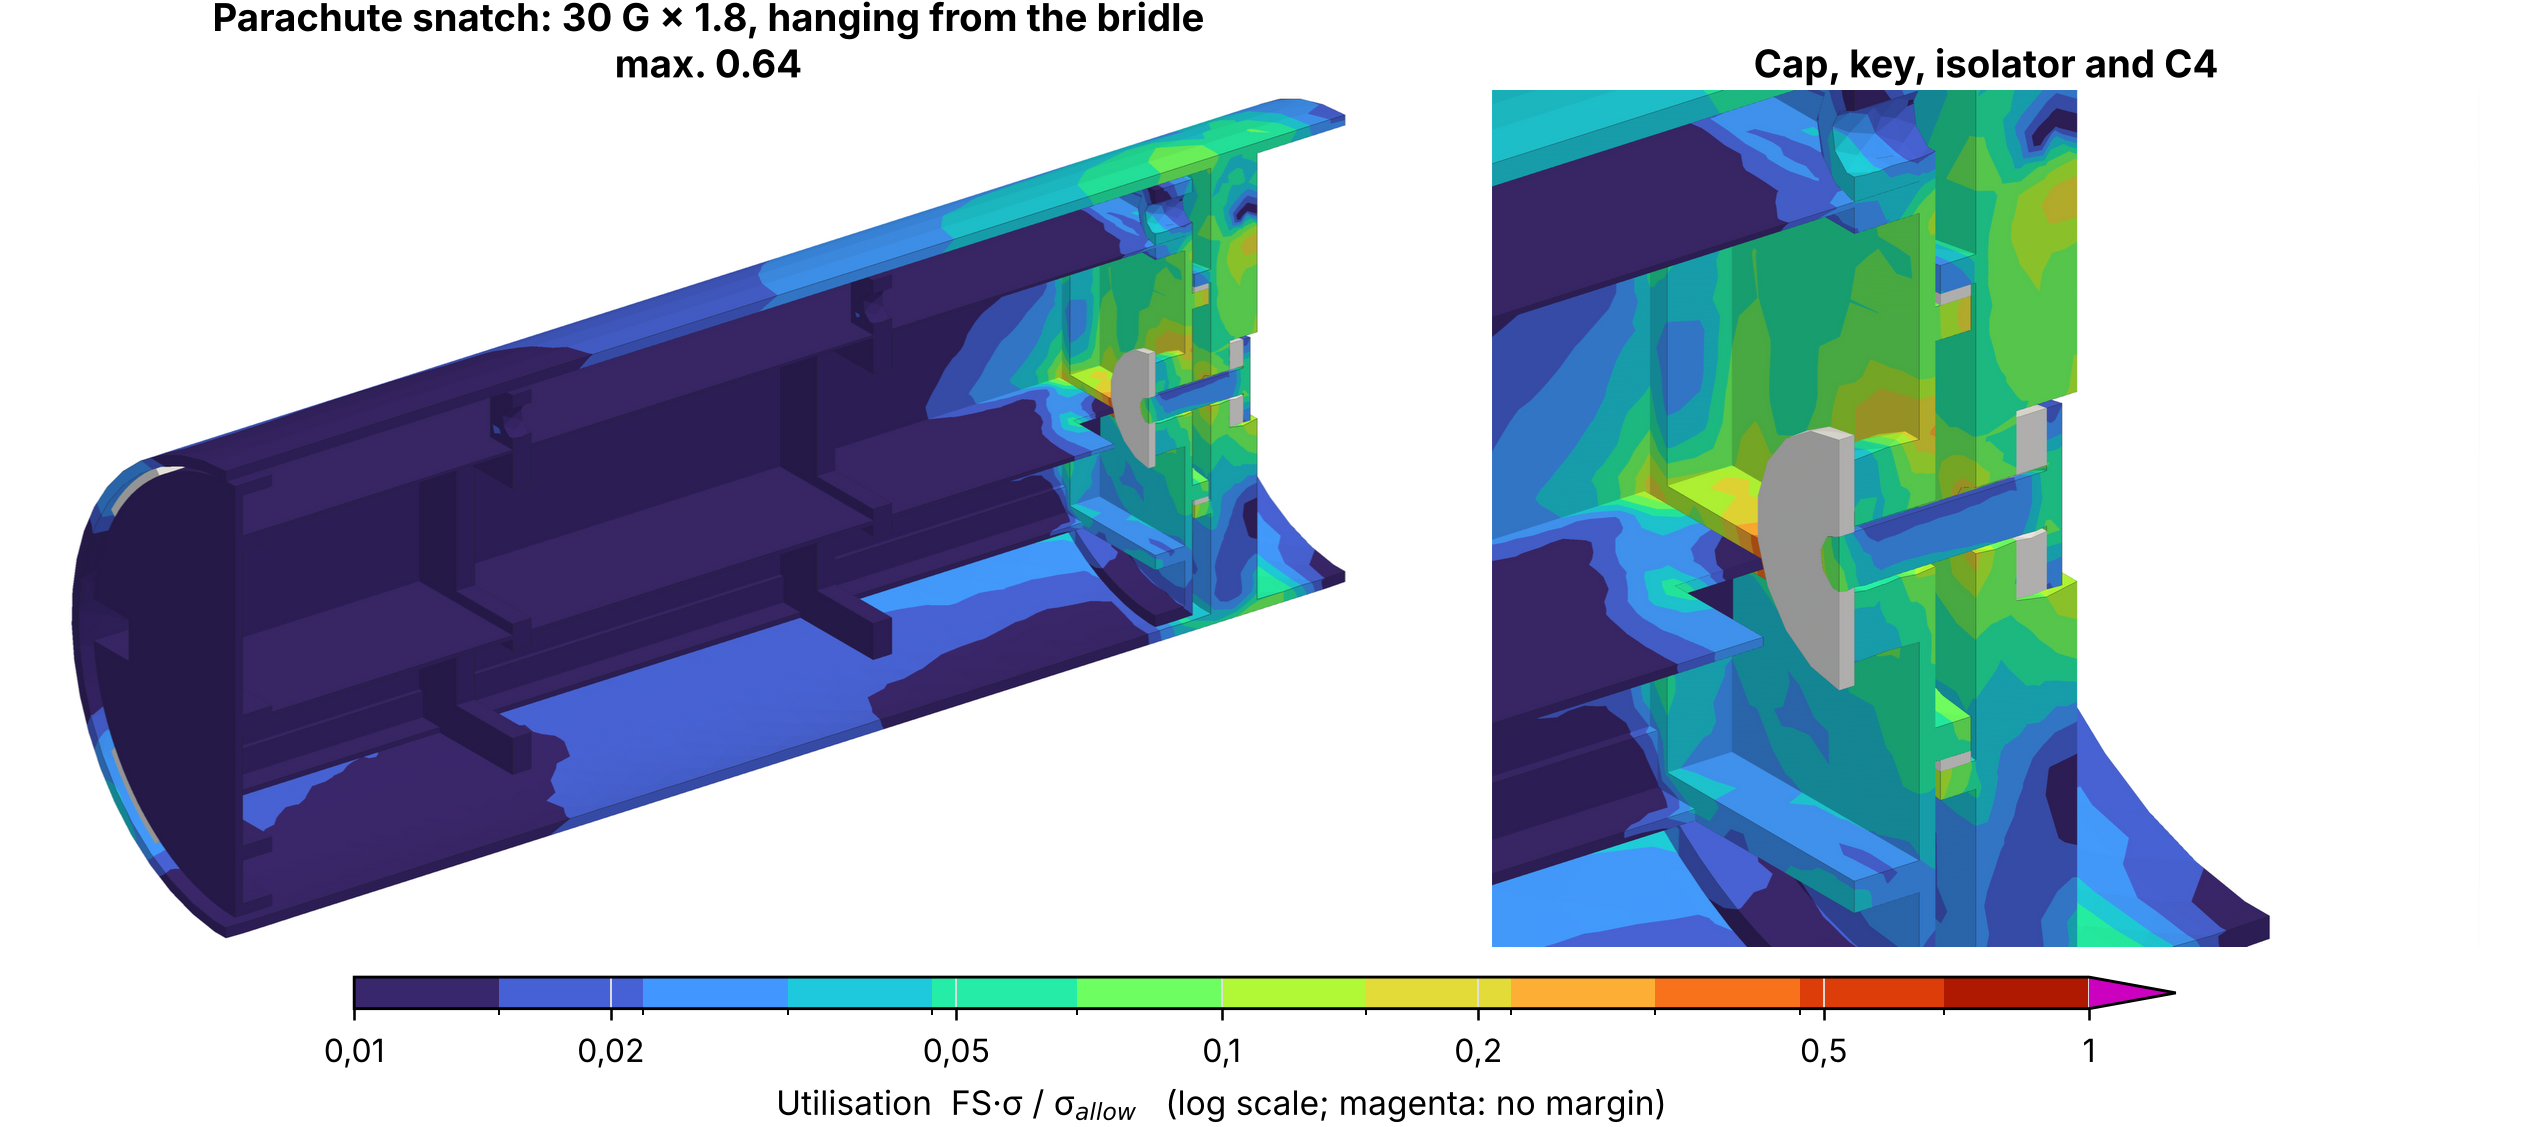 Parachute snatch: 30 G × 1.8, hanging from the bridle
max. 0.64
Cap, key, isolator and C4
0,01 0,02 0,05 0,1 0,2 0,5 1
Utilisation FS·σ / σallow (log scale; magenta: no margin)